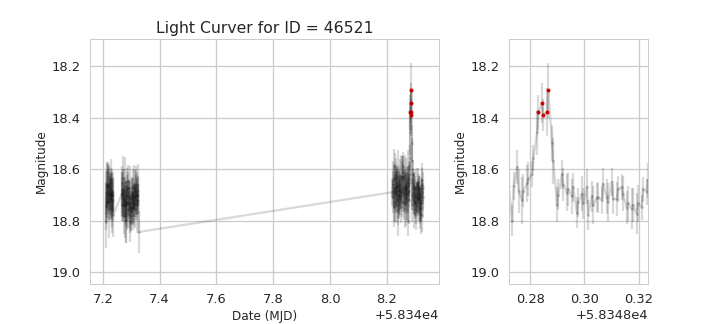 Light Curver for ID = 46521
Magnitude
18.2
18.4
18.6
18.8
19.0
7.2 7.4 7.6 7.8 8.0 8.2
Date (MJD)
+5.834e4
Magnitude
18.2
18.4
18.6
18.8
19.0
0.28 0.30 0.32
+5.8348e4